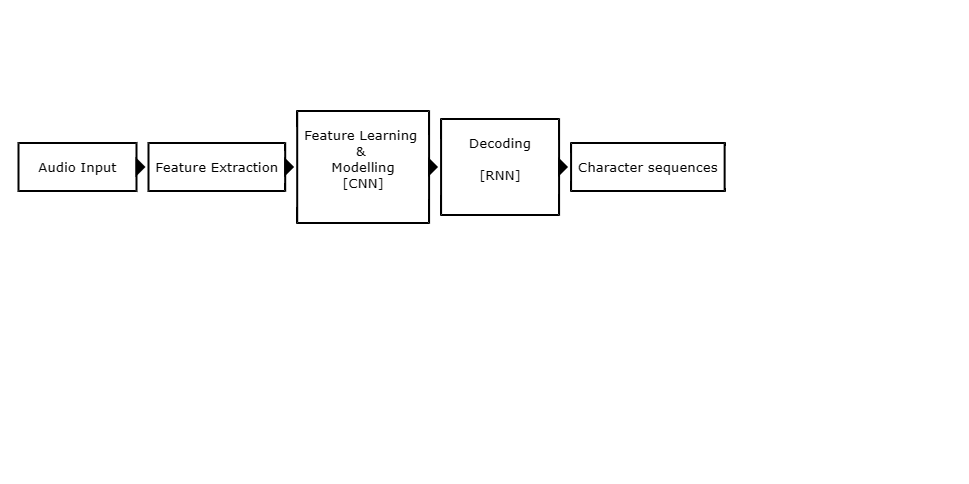 Audio Input
Feature Extraction
Feature Learning
&
Modelling
[CNN]
Decoding
[RNN]
Character sequences